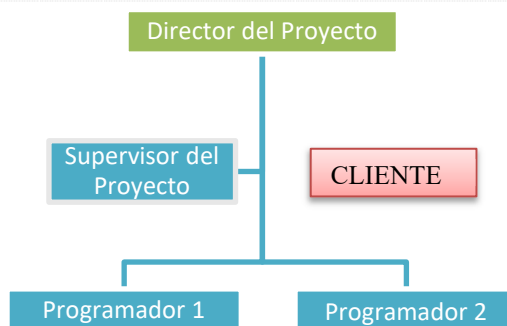 Director del Proyecto
Supervisor del
Proyecto
CLIENTE
Programador 1
Programador 2